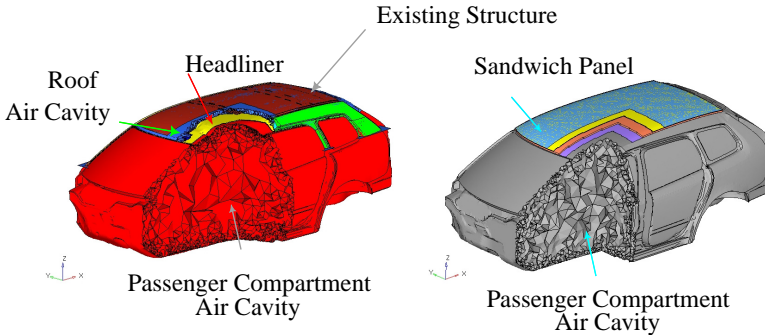 Existing Structure
Headliner
Roof
Air Cavity
Sandwich Panel
Passenger Compartment
Air Cavity
Passenger Compartment
Air Cavity
Z
Y
X
Z
Y
X